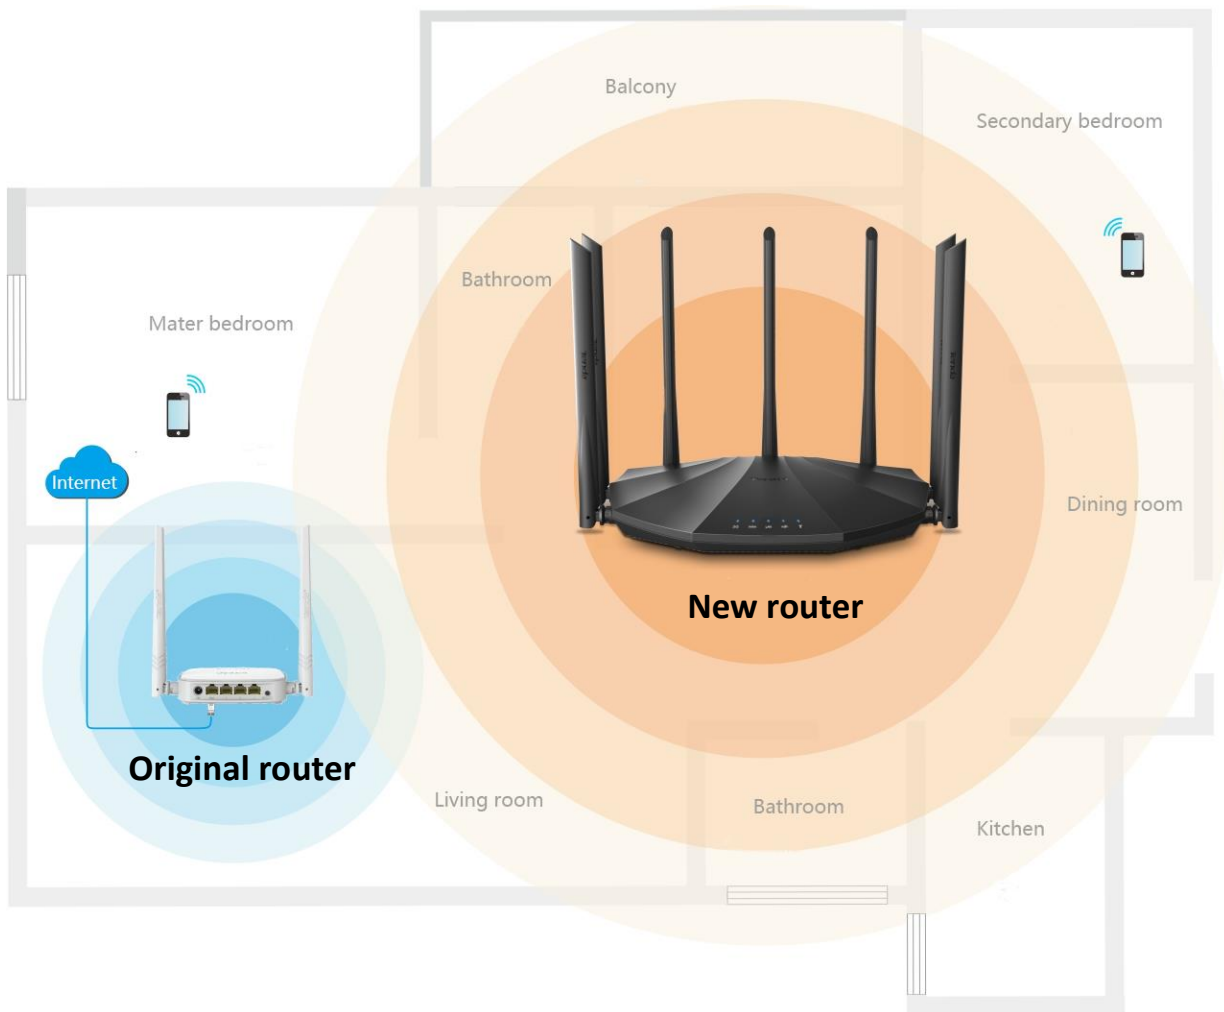 Balcony
Secondary bedroom
Bathroom
Mater bedroom
Internet
Dining room
New router
Original router
Living room
Bathroom
Kitchen